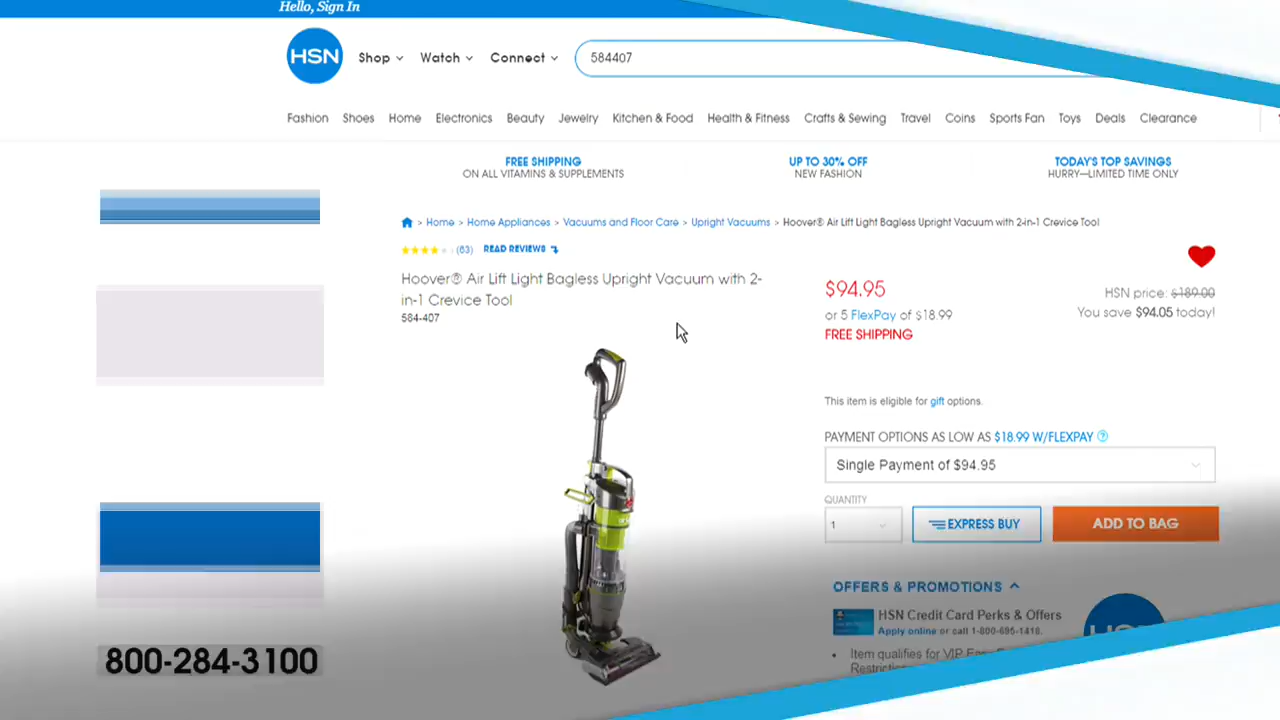 Hello, Sign In
HSN
Shop
Watch
Connect
584407
Fashion
Shoes
Home
Electronics
Beauty
Jewelry
Kitchen & Food
Health & Fitness
Crafts & Sewing
Travel
Coins
Sports Fan
Toys
Deals
Clearance
FREE SHIPPING
ON ALL VITAMINS & SUPPLEMENTS
UP TO 30% OFF
NEW FASHION
TODAY'S TOP SAVINGS
HURRY—LIMITED TIME ONLY
> Home > Home Appliances > Vacuums and Floor Care > Upright Vacuums > Hoover® Air Lift Light Bagless Upright Vacuum with 2-in-1 Crevice Tool
(63) READ REVIEWS
Hoover® Air Lift Light Bagless Upright Vacuum with 2-
in-1 Crevice Tool
584-407
$94.95
or 5 FlexPay of $18.99
FREE SHIPPING
HSN price: $189.00
You save $94.05 today!
This item is eligible for gift options.
PAYMENT OPTIONS AS LOW AS $18.99 W/FLEXPAY ?
Single Payment of $94.95
QUANTITY
1
EXPRESS BUY
ADD TO BAG
OFFERS & PROMOTIONS
HSN Credit Card Perks & Offers
Apply online or call 1-800-695-1418.
HSN
• Item qualifies for VIP
800-284-3100